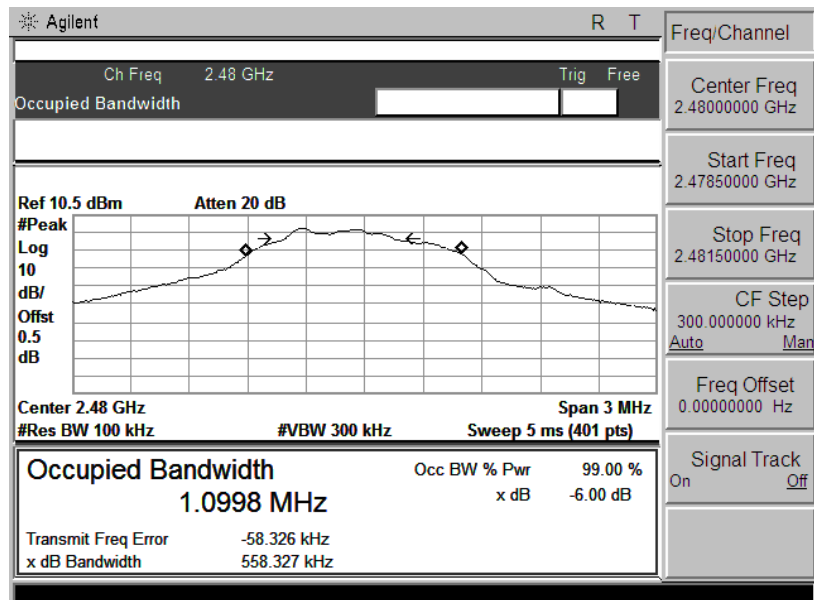 Agilent R T
Ch Freq 2.48 GHz Trig Free
Occupied Bandwidth
Ref 10.5 dBm Atten 20 dB
#Peak
Log
10
dB/
Offst
0.5
dB
Center 2.48 GHz Span 3 MHz
#Res BW 100 kHz #VBW 300 kHz Sweep 5 ms (401 pts)
Occupied Bandwidth Occ BW % Pwr 99.00 %
1.0998 MHz x dB -6.00 dB
Transmit Freq Error -58.326 kHz
x dB Bandwidth 558.327 kHz
Freq/Channel
Center Freq
2.48000000 GHz
Start Freq
2.47850000 GHz
Stop Freq
2.48150000 GHz
CF Step
300.000000 kHz
Auto Man
Freq Offset
0.00000000 Hz
Signal Track
On Off